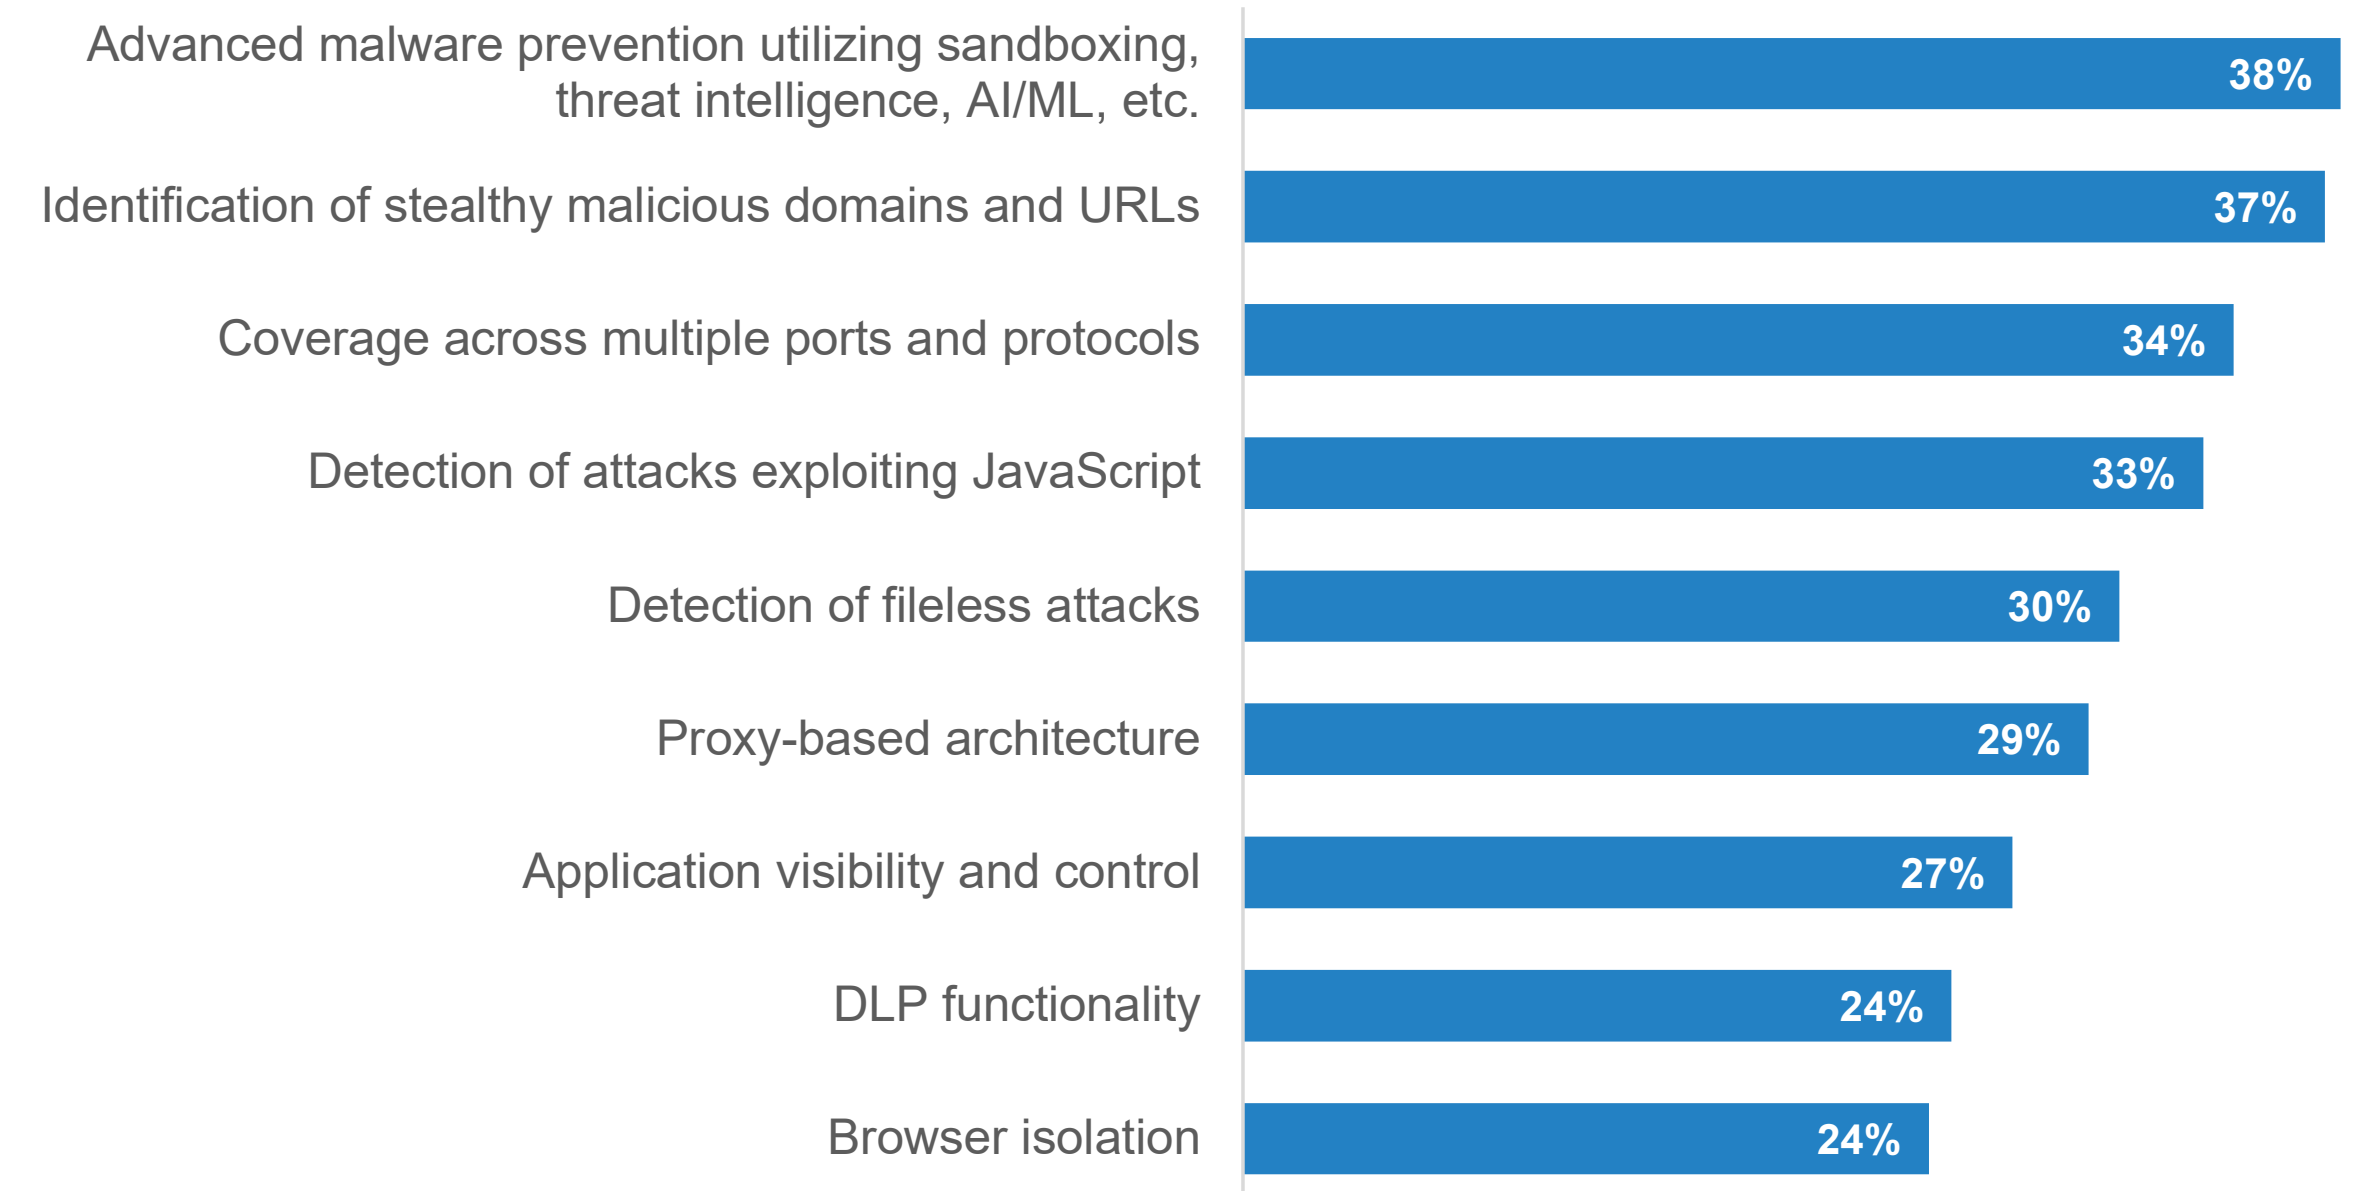 Advanced malware prevention utilizing sandboxing,
threat intelligence, AI/ML, etc.
38%
Identification of stealthy malicious domains and URLs
37%
Coverage across multiple ports and protocols
34%
Detection of attacks exploiting JavaScript
33%
Detection of fileless attacks
30%
Proxy-based architecture
29%
Application visibility and control
27%
DLP functionality
24%
Browser isolation
24%